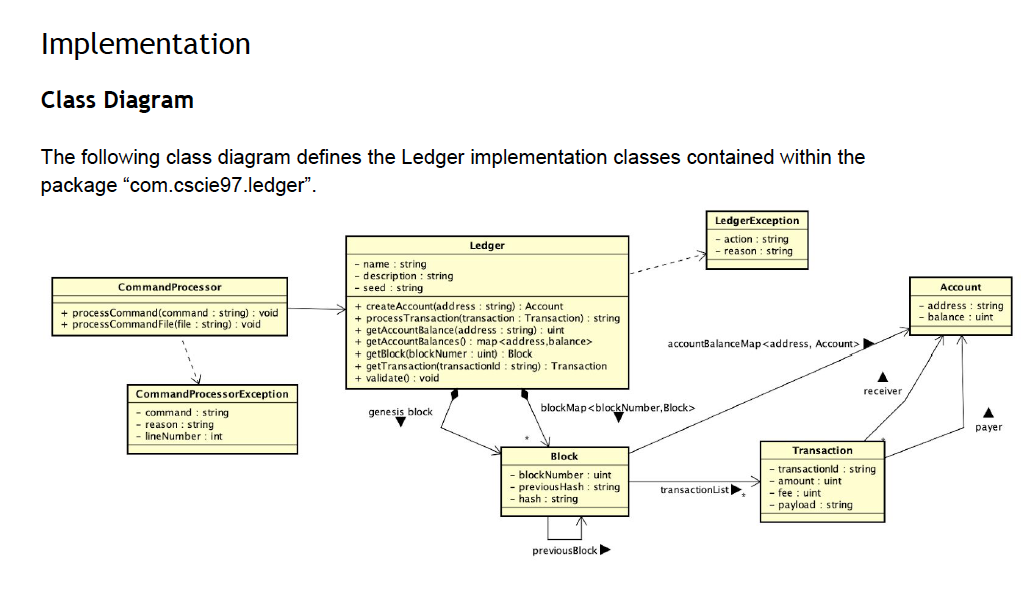 Implementation
Class Diagram
The following class diagram defines the Ledger implementation classes contained within the
package “com.cscie97.ledger”.
LedgerException
- action : string
- reason : string
Ledger
- name : string
- description : string
- seed : string
+ createAccount(address : string) : Account
+ processTransaction(transaction : Transaction) : string
+ getAccountBalance(address : string) : uint
+ getAccountBalances() : map<address,balance>
+ getBlock(blockNumer : uint) : Block
+ getTransaction(transactionId : string) : Transaction
+ validate() : void
CommandProcessor
+ processCommand(command : string) : void
+ processCommandFile(file : string) : void
Account
- address : string
- balance : uint
accountBalanceMap<address, Account>
CommandProcessorException
- command : string
- reason : string
- lineNumber : int
genesis block
blockMap<blockNumber,Block>
*
receiver
payer
Block
- blockNumber : uint
- previousHash : string
- hash : string
transactionList
*
*
Transaction
- transactionId : string
- amount : uint
- fee : uint
- payload : string
previousBlock